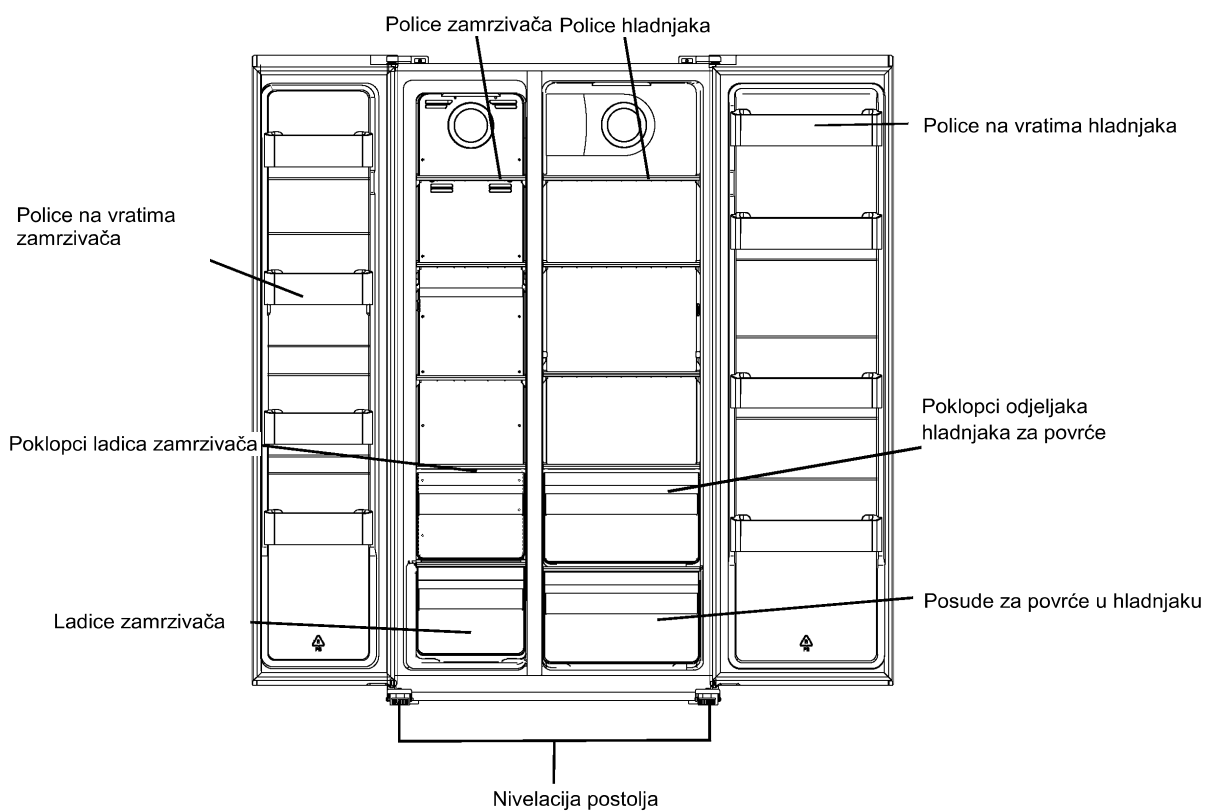 Police zamrzivača
Police hladnjaka
Police na vratima hladnjaka
Police na vratima
zamrzivača
Poklopci odjeljaka
hladnjaka za povrće
Poklopci ladica zamrzivača
Posude za povrće u hladnjaku
Ladice zamrzivača
Nivelacija postolja